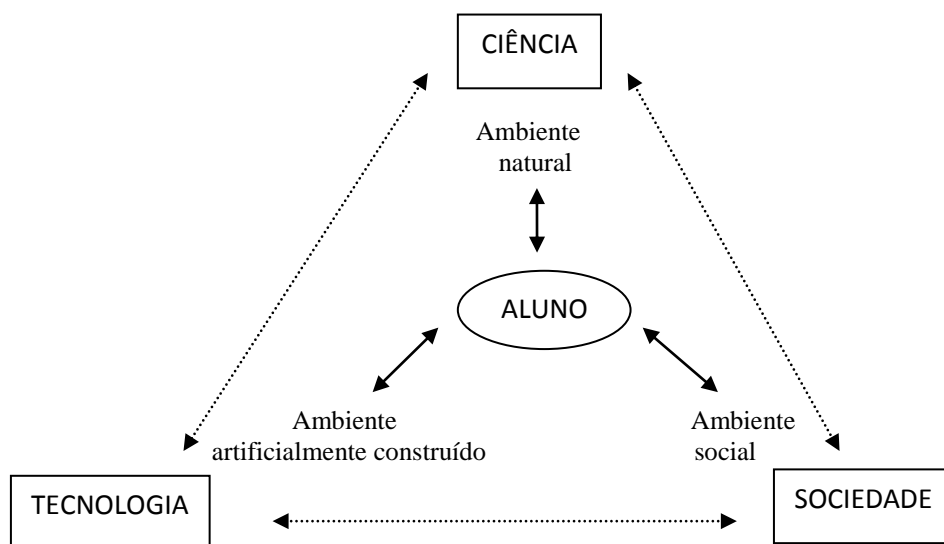 CIÊNCIA
Ambiente
natural
ALUNO
Ambiente
artificialmente construído
Ambiente
social
TECNOLOGIA
SOCIEDADE